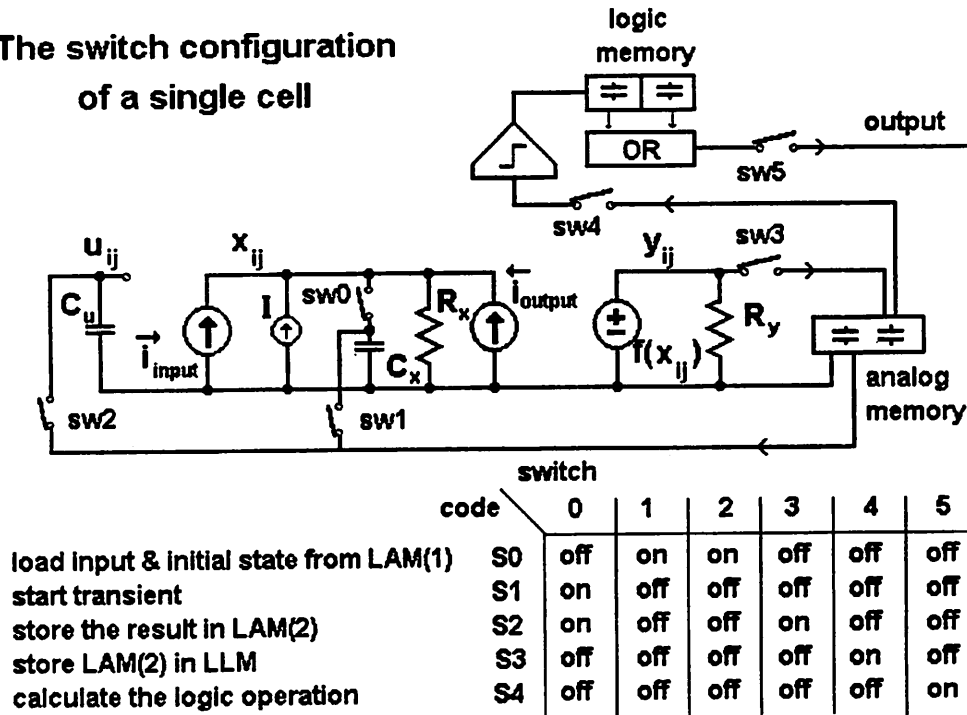 The switch configuration
of a single cell
logic
memory
OR
output
sw5
sw4
sw3
u ij
x ij
y ij
C u
i input
I
sw0
C x
R x
i output
f(x ij)
R y
analog
memory
sw2
sw1
switch
code 0 1 2 3 4 5
load input & initial state from LAM(1) S0 off on on off off off
start transient S1 on off off off off off
store the result in LAM(2) S2 on off off on off off
store LAM(2) in LLM S3 off off off off on off
calculate the logic operation S4 off off off off off on